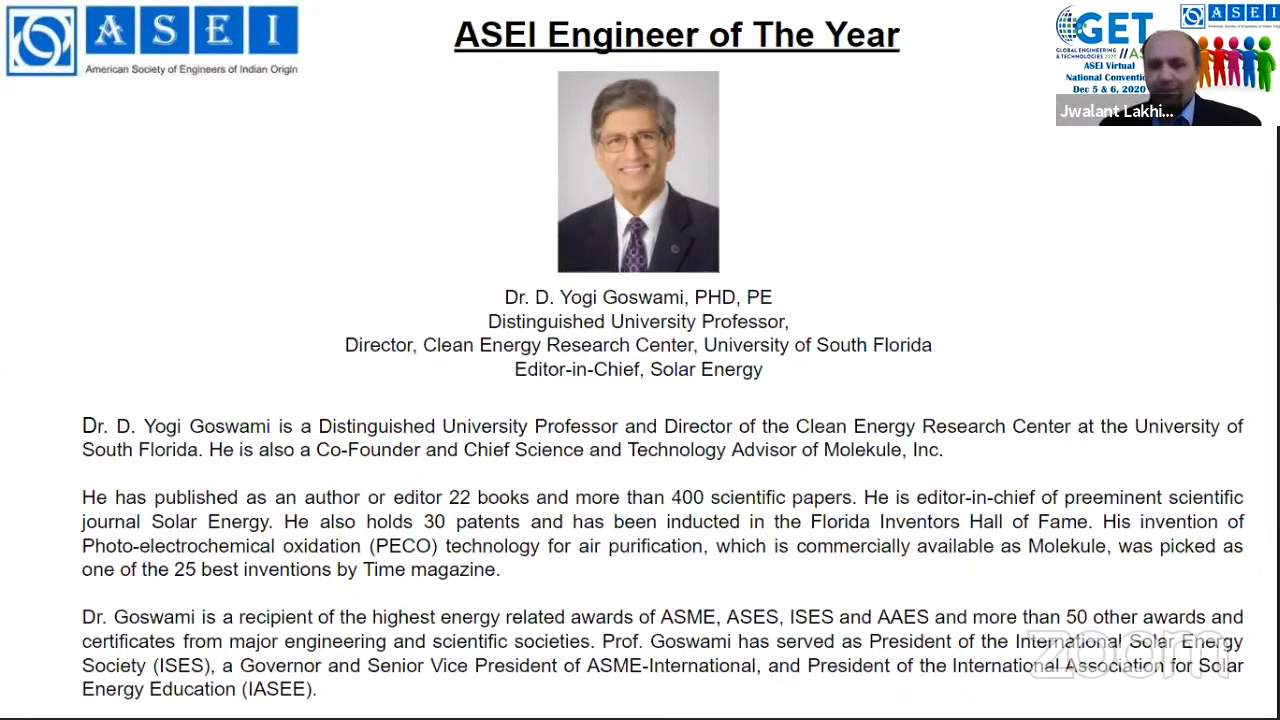 ASEI
American Society of Engineers of Indian Origin
ASEI Engineer of The Year
GET
GLOBAL ENGINEERING
& TECHNOLOGIES 2020 //AS
ASEI Virtual
National Conventio
Dec 5 & 6, 2020
ASEI
Jwalant Lakhi...
Dr. D. Yogi Goswami, PHD, PE
Distinguished University Professor,
Director, Clean Energy Research Center, University of South Florida
Editor-in-Chief, Solar Energy
Dr. D. Yogi Goswami is a Distinguished University Professor and Director of the Clean Energy Research Center at the University of
South Florida. He is also a Co-Founder and Chief Science and Technology Advisor of Molekule, Inc.
He has published as an author or editor 22 books and more than 400 scientific papers. He is editor-in-chief of preeminent scientific
journal Solar Energy. He also holds 30 patents and has been inducted in the Florida Inventors Hall of Fame. His invention of
Photo-electrochemical oxidation (PECO) technology for air purification, which is commercially available as Molekule, was picked as
one of the 25 best inventions by Time magazine.
Dr. Goswami is a recipient of the highest energy related awards of ASME, ASES, ISES and AAES and more than 50 other awards and
certificates from major engineering and scientific societies. Prof. Goswami has served as President of the International Solar Energy
Society (ISES), a Governor and Senior Vice President of ASME-International, and President of the International Association for Solar
Energy Education (IASEE).
zoom